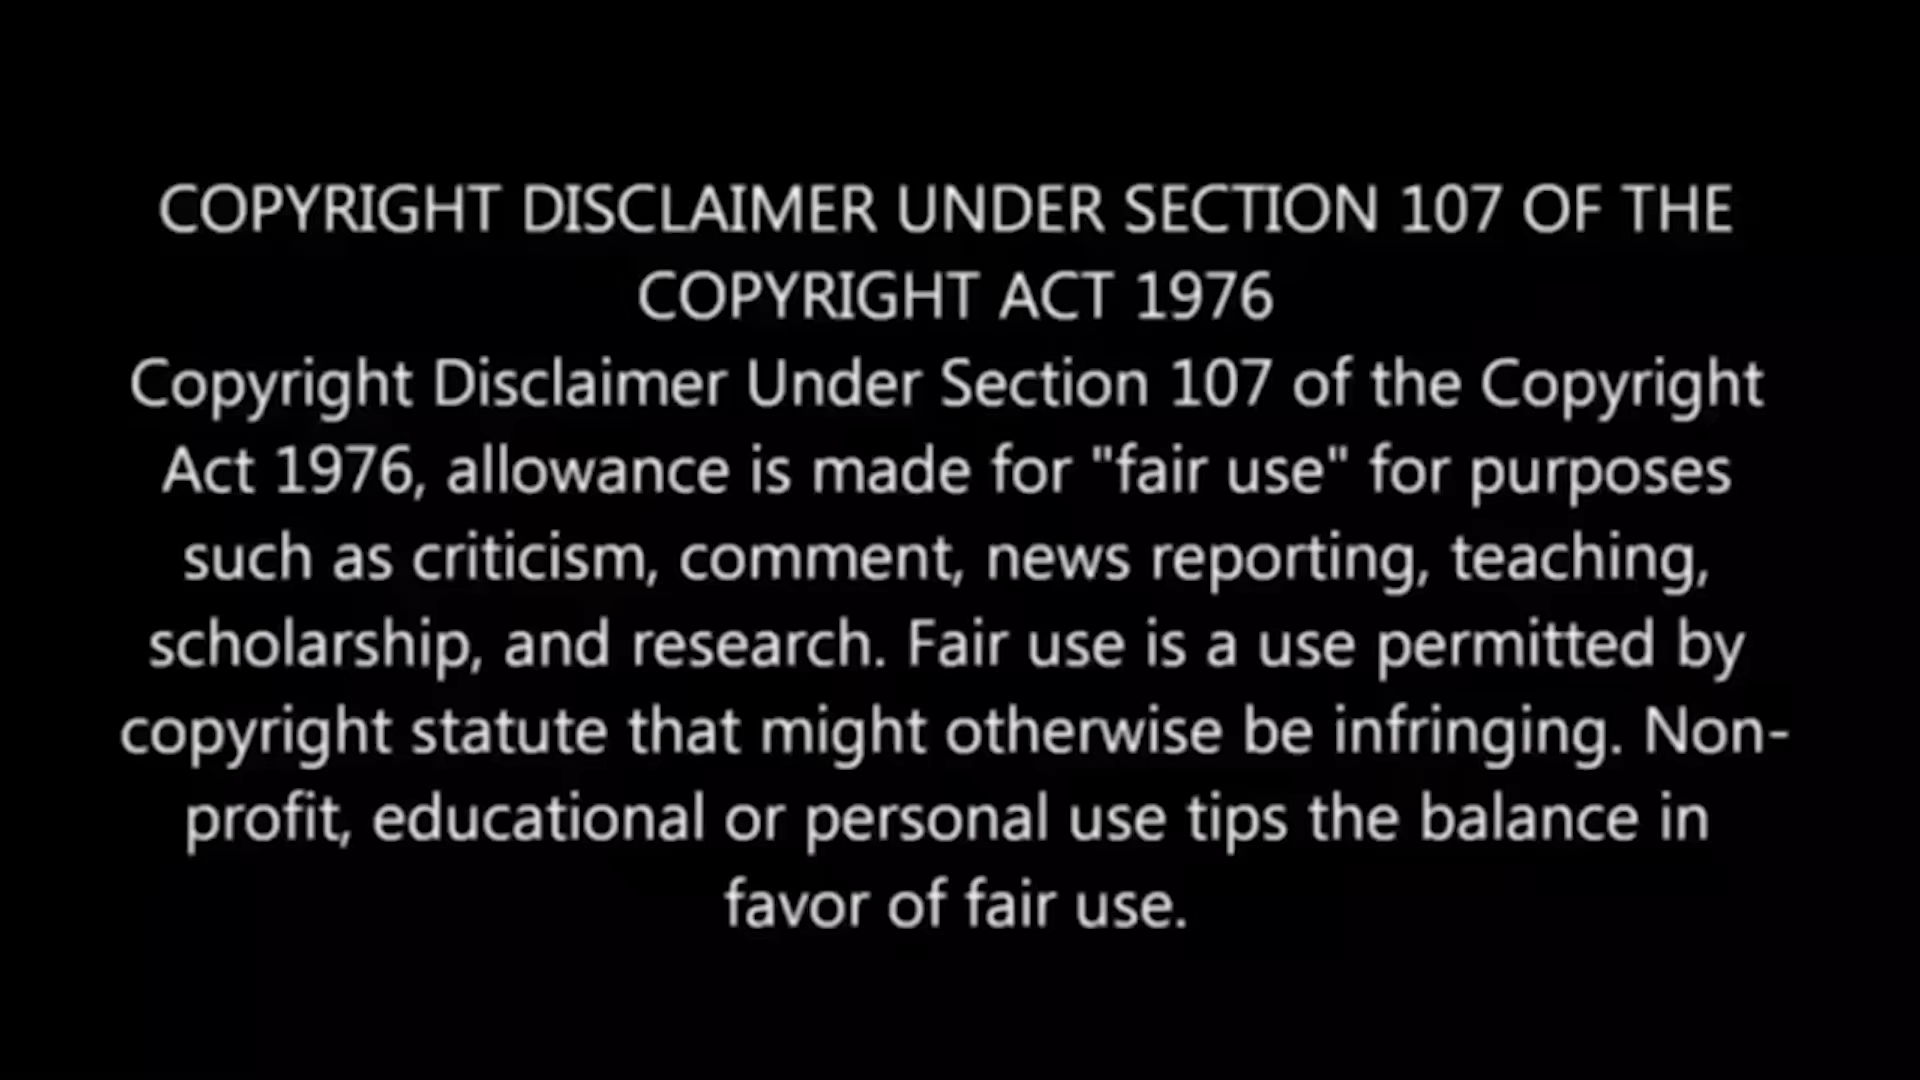 COPYRIGHT DISCLAIMER UNDER SECTION 107 OF THE
COPYRIGHT ACT 1976
Copyright Disclaimer Under Section 107 of the Copyright
Act 1976, allowance is made for "fair use" for purposes
such as criticism, comment, news reporting, teaching,
scholarship, and research. Fair use is a use permitted by
copyright statute that might otherwise be infringing. Non-
profit, educational or personal use tips the balance in
favor of fair use.